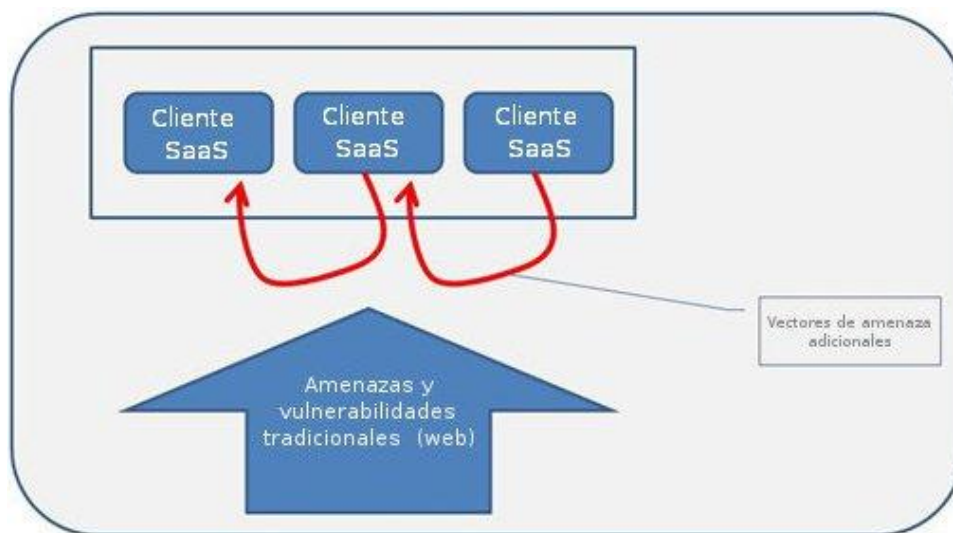 Cliente
SaaS
Cliente
SaaS
Cliente
SaaS
Vectores de amenaza
adicionales
Amenazas y
vulnerabilidades
tradicionales (web)